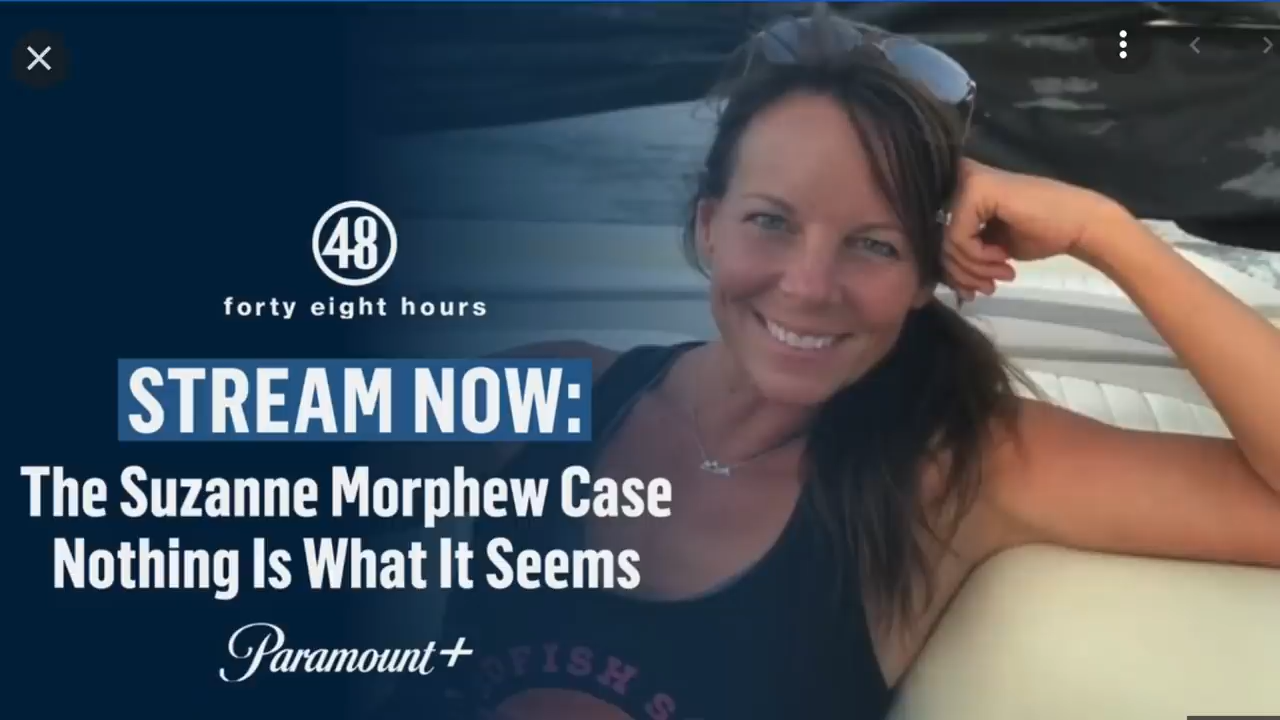 48
forty eight hours
STREAM NOW:
The Suzanne Morphew Case
Nothing Is What It Seems
Paramount+